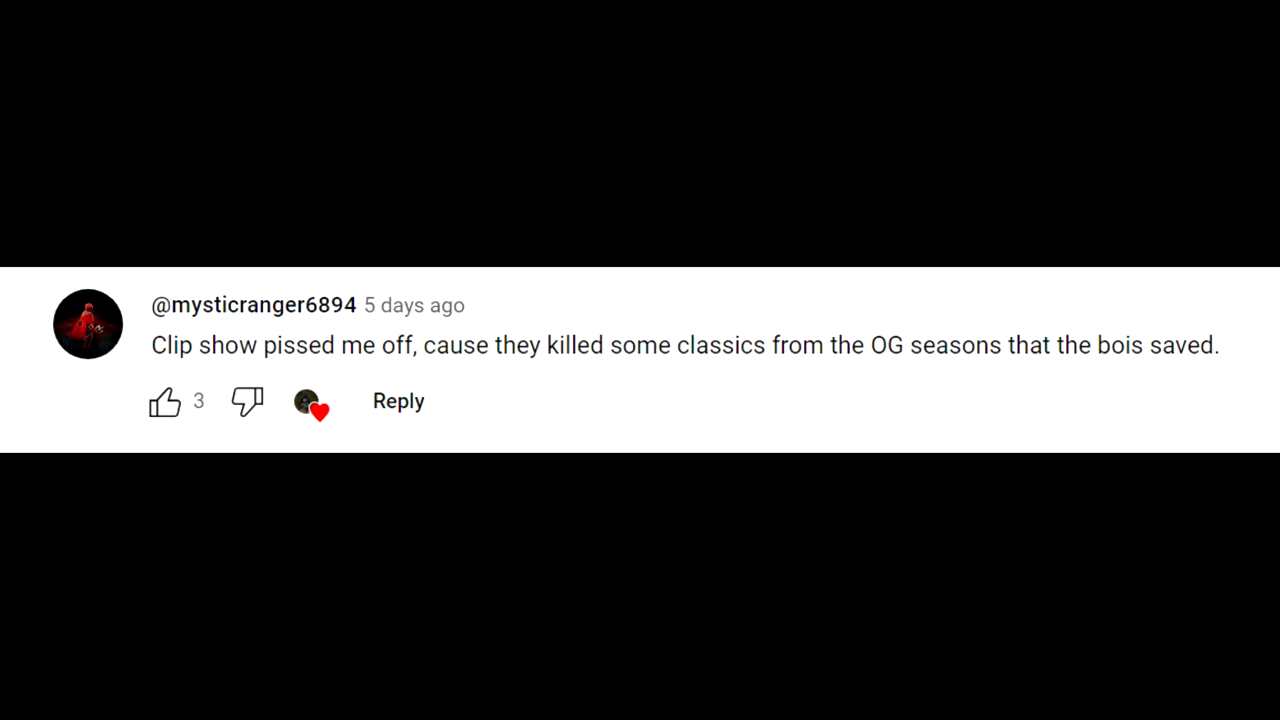 @mysticranger6894 5 days ago
Clip show pissed me off, cause they killed some classics from the OG seasons that the bois saved.
3 Reply